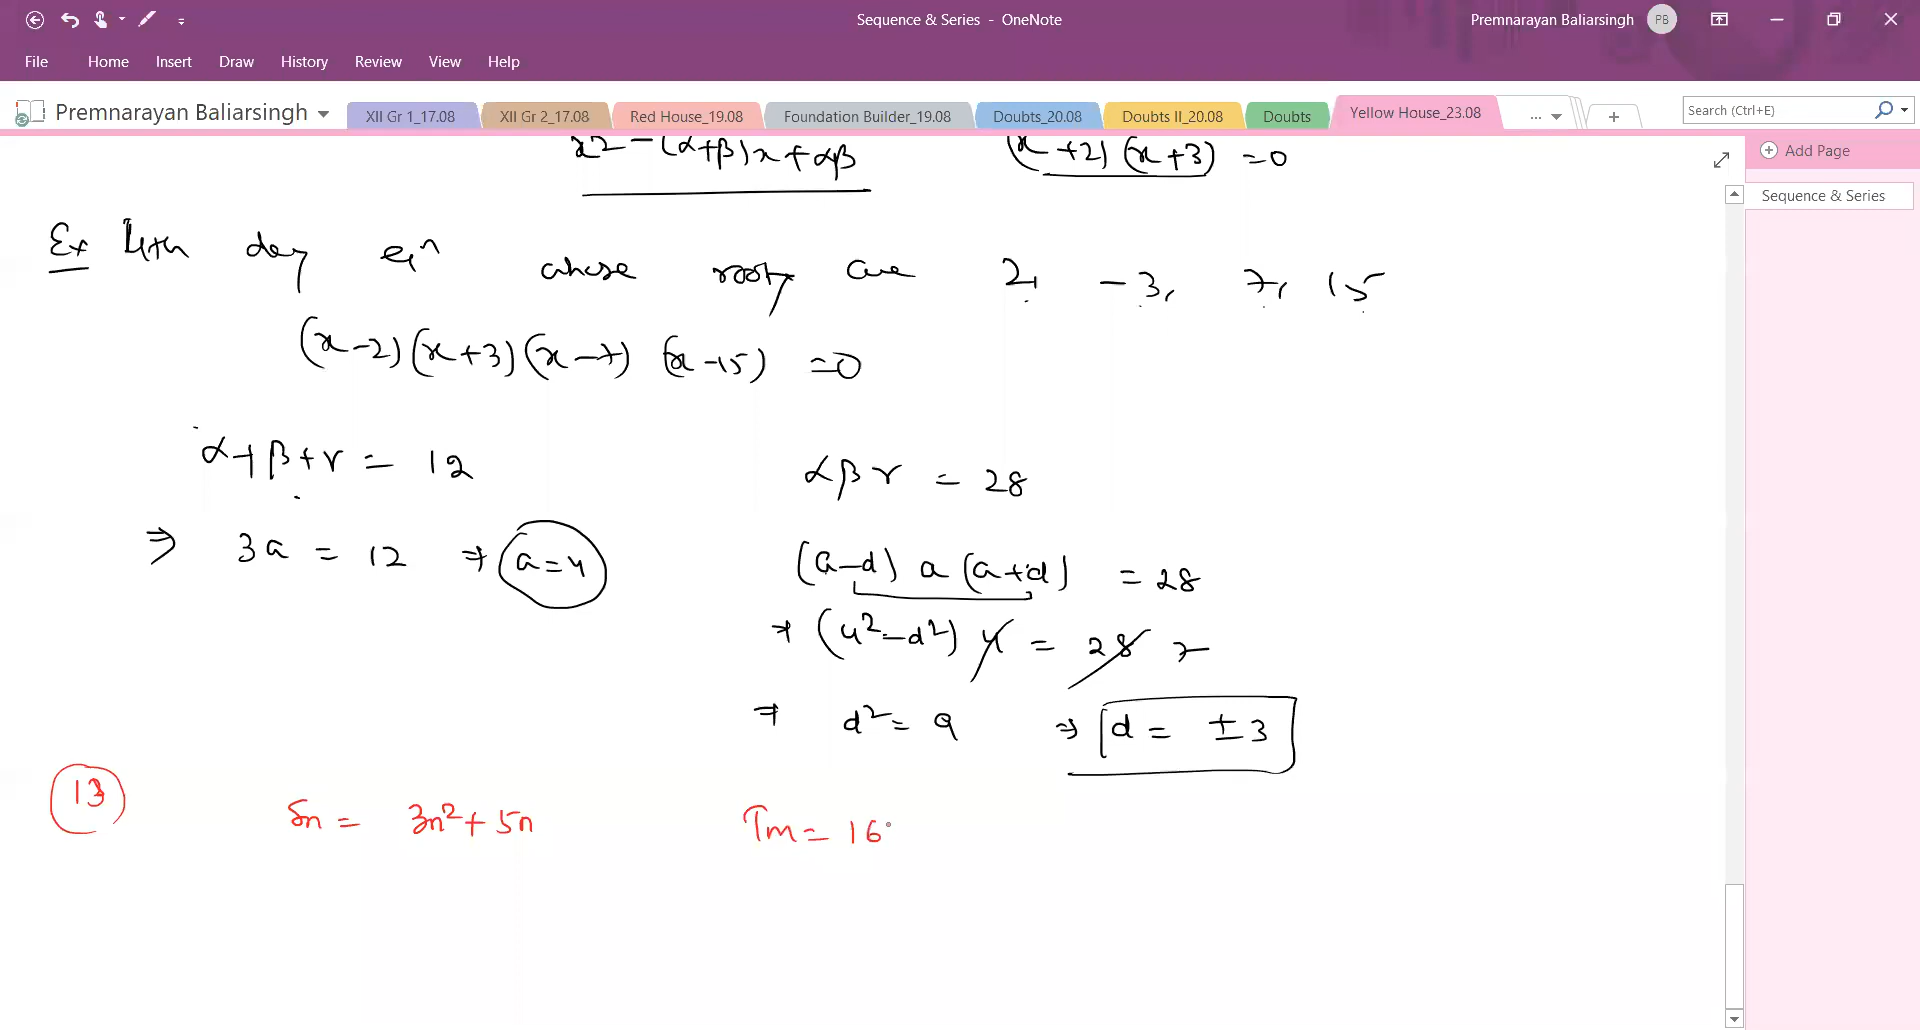 Sequence & Series - OneNote
Premnarayan Baliarsingh PB
File Home Insert Draw History Review View Help
Premnarayan Baliarsingh XII Gr 1_17.08 XII Gr 2_17.08 Red House_19.08 Foundation Builder_19.08 Doubts_20.08 Doubts II_20.08 Doubts Yellow House_23.08 ... + Search (Ctrl+E)
Add Page
Sequence & Series
x2 - (α+β)x + αβ (x+2) (x+3) =0
Ex 4th deg eqn whose roots are 2, -3, 7, 15
(x-2)(x+3)(x-7)(x-15) =0
α+β+γ = 12 αβγ = 28
⇒ 3a = 12 ⇒ a=4
(a-d) a (a+d) = 28
⇒ (4²-d²) 4 = 28 7
⇒ d²= 9 ⇒ d = ±3
13 Sn = 3n²+5n Tm = 16